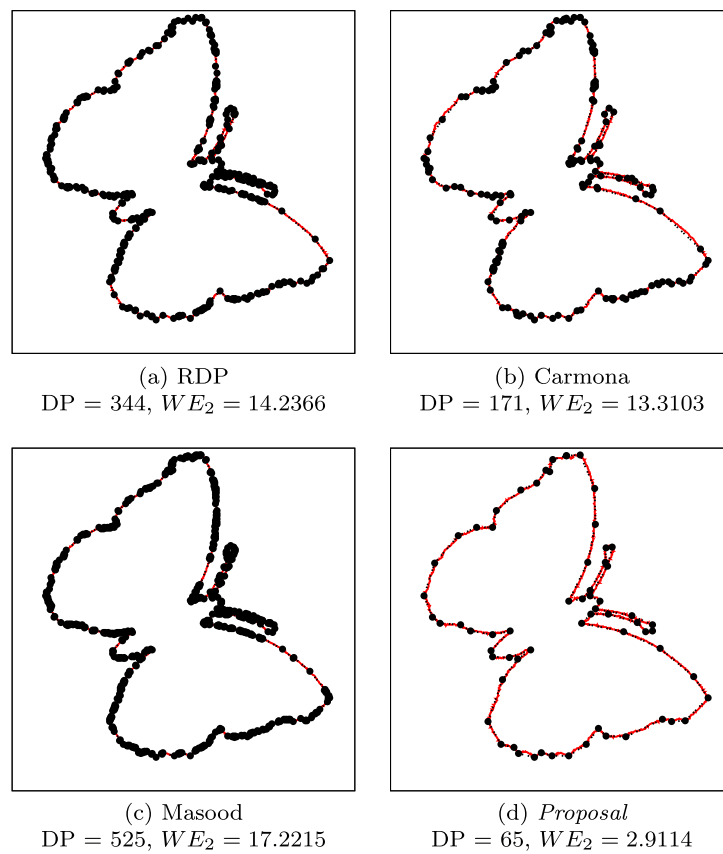 (a) RDP
DP = 344, WE₂ = 14.2366
(b) Carmona
DP = 171, WE₂ = 13.3103
(c) Masood
DP = 525, WE₂ = 17.2215
(d) Proposal
DP = 65, WE₂ = 2.9114